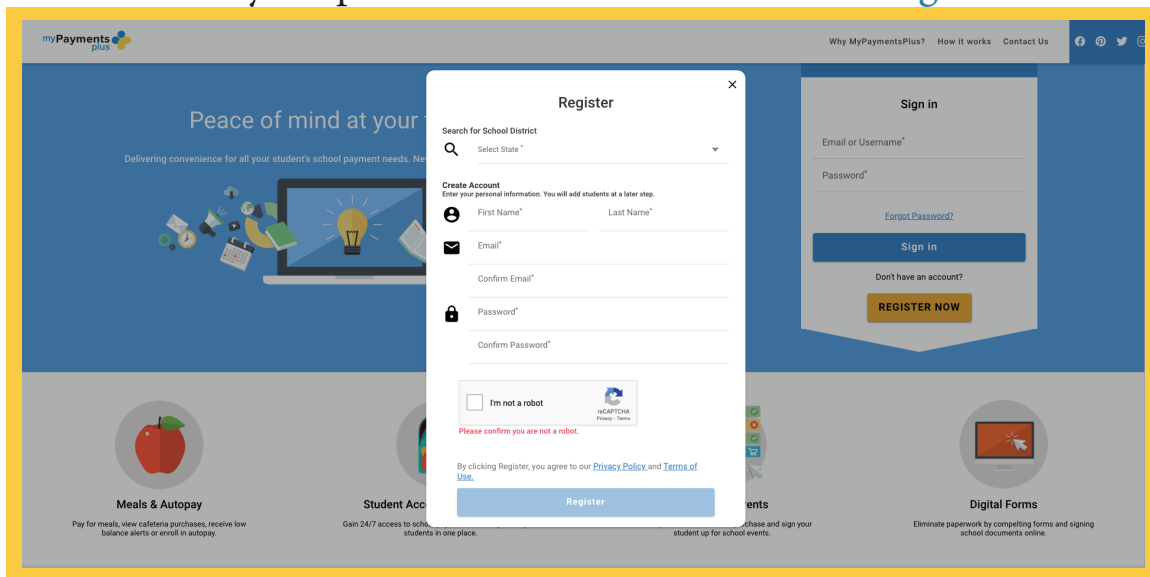 myPayments
plus
Why MyPaymentsPlus? How it works Contact Us
Peace of mind at your
Delivering convenience for all your student's school payment needs.
Register
Search for School District
Select State *
Create Account
Enter your personal information. You will add students at a later step.
First Name* Last Name*
Email*
Confirm Email*
Password*
Confirm Password*
I'm not a robot
reCAPTCHA
Privacy - Terms
Please confirm you are not a robot.
By clicking Register, you agree to our Privacy Policy and Terms of
Use.
Register
Sign in
Email or Username*
Password*
Forgot Password?
Sign in
Don't have an account?
REGISTER NOW
Meals & Autopay
Pay for meals, view cafeteria purchases, receive low
balance alerts or enroll in autopay.
Student Acc
Gain 24/7 access to scho
students in one place.
ents
chase and sign your
student up for school events.
Digital Forms
Eliminate paperwork by compelting forms and signing
school documents online.